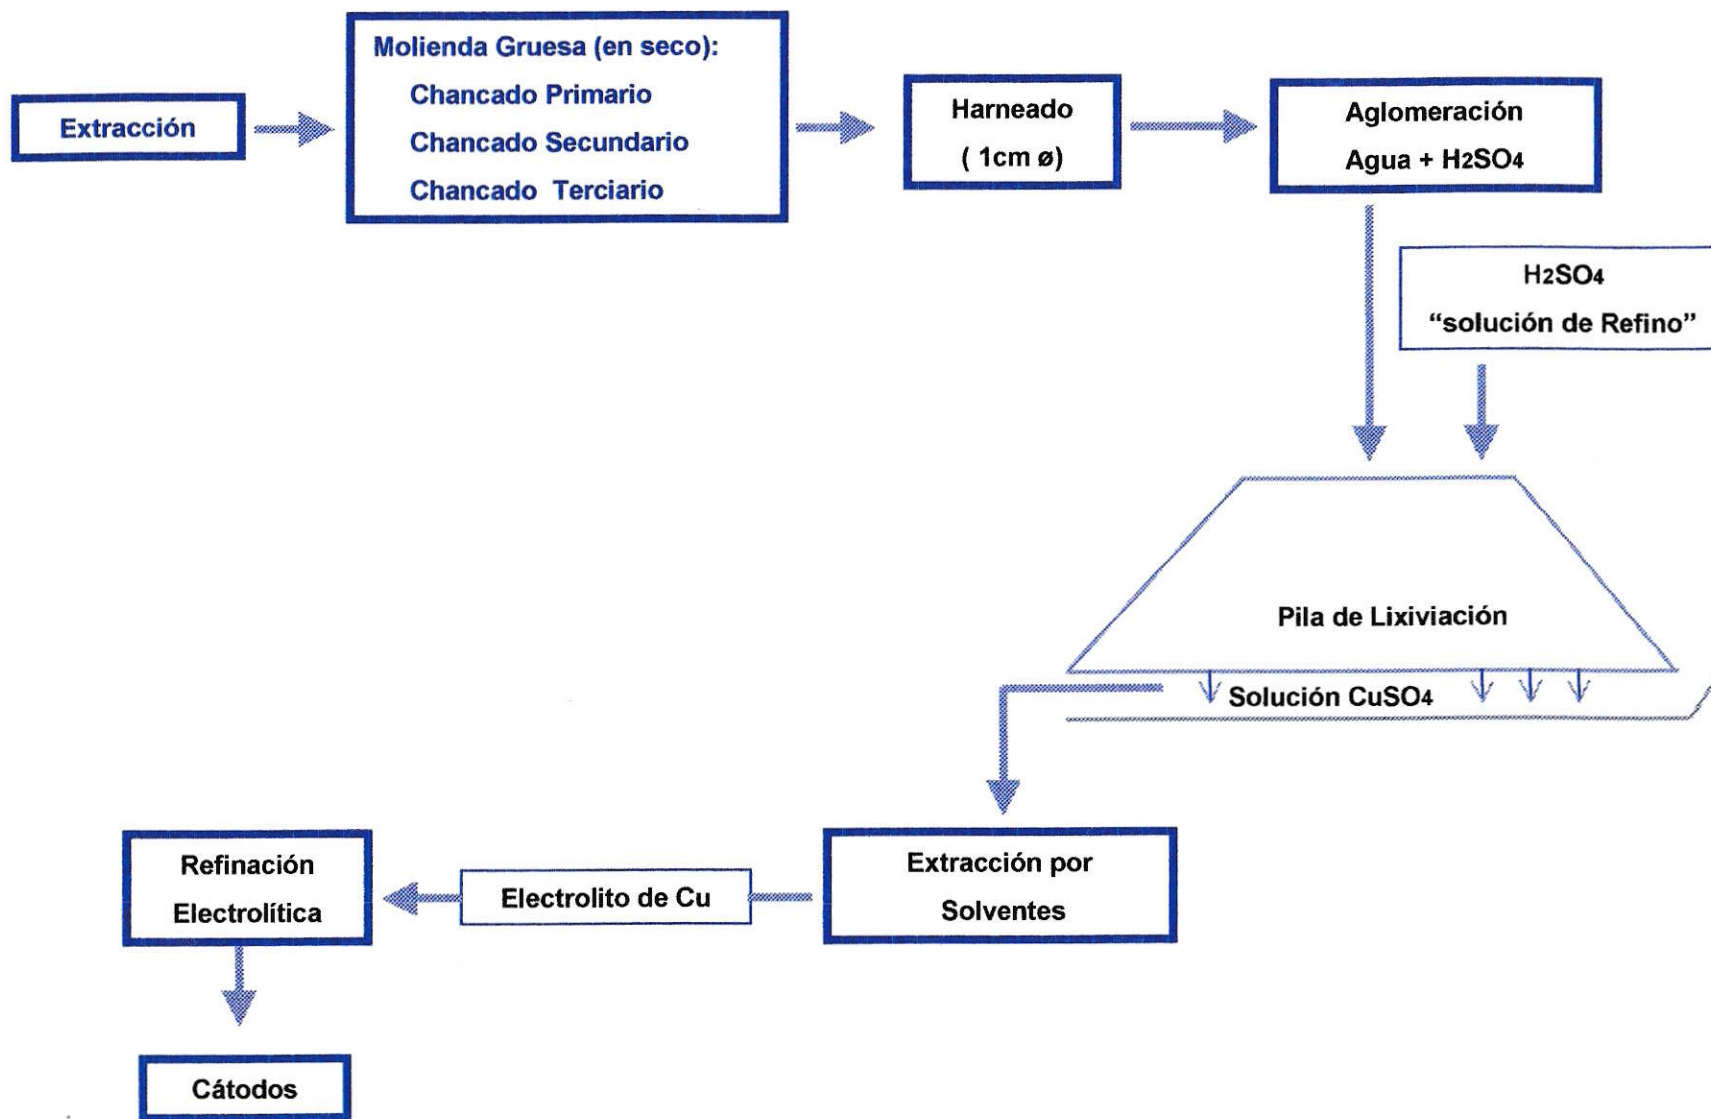 Extracción
Molienda Gruesa (en seco):
Chancado Primario
Chancado Secundario
Chancado Terciario
Harneado
( 1cm ø)
Aglomeración
Agua + H2SO4
H2SO4
“solución de Refino”
Pila de Lixiviación
Solución CuSO4
Extracción por
Solventes
Electrolito de Cu
Refinación
Electrolítica
Cátodos